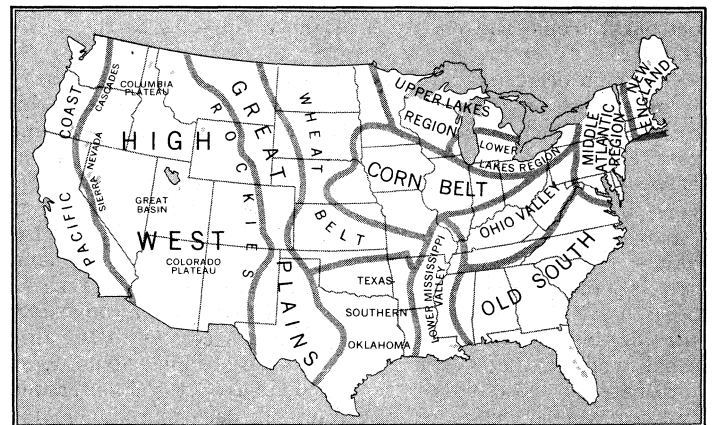 PACIFIC COAST
CASCADES
SIERRA NEVADA
COLUMBIA
PLATEAU
HIGH
WEST
GREAT
BASIN
COLORADO
PLATEAU
ROCKIES
GREAT
PLAINS
WHEAT
BELT
TEXAS
SOUTHERN
OKLAHOMA
UPPER LAKES
REGION
LOWER
LAKES REGION
CORN BELT
OHIO VALLEY
LOWER MISSISSIPPI
VALLEY
OLD SOUTH
MIDDLE
ATLANTIC
REGION
NEW
ENGLAND